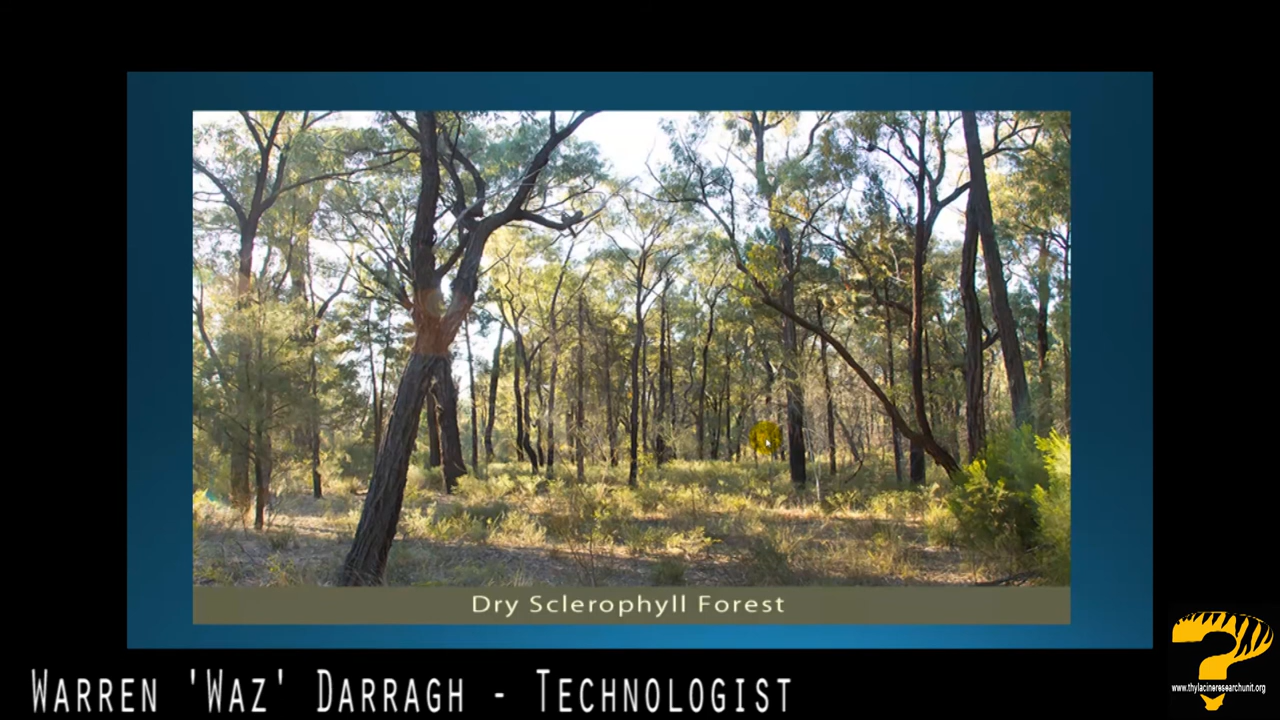 Dry Sclerophyll Forest
WARREN 'WAZ' DARRAGH - TECHNOLOGIST
www.thylacineresearchunit.org